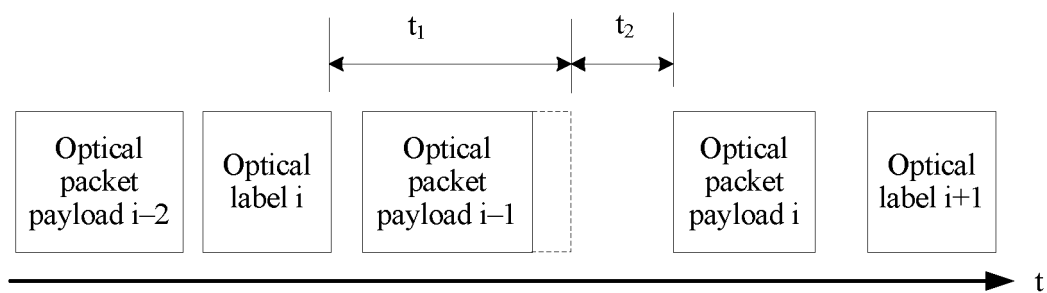 t₁
t₂
Optical
packet
payload i–2
Optical
label i
Optical
packet
payload i–1
Optical
packet
payload i
Optical
label i+1
t